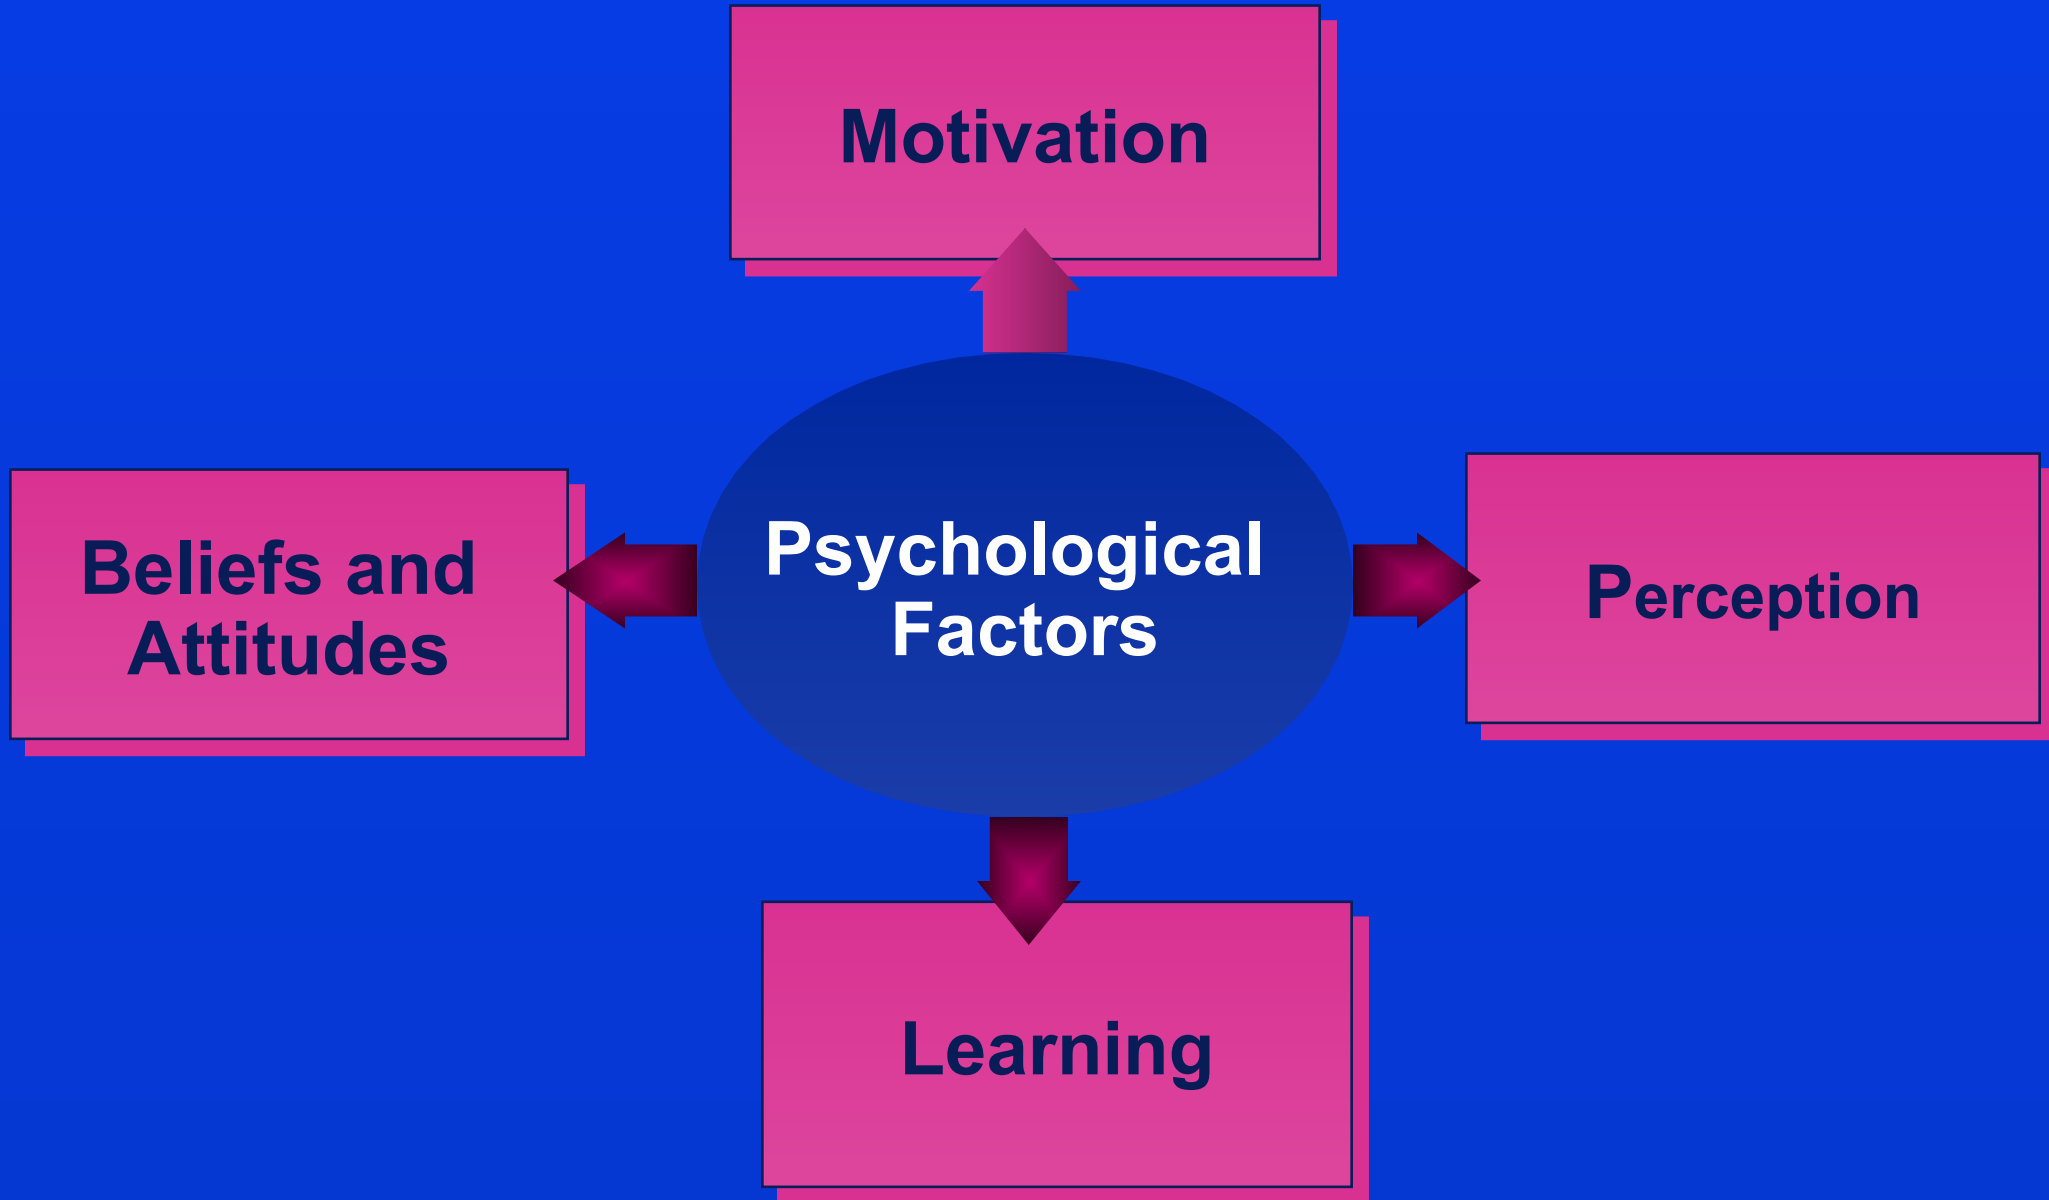 Motivation
Beliefs and
Attitudes
Psychological
Factors
Perception
Learning